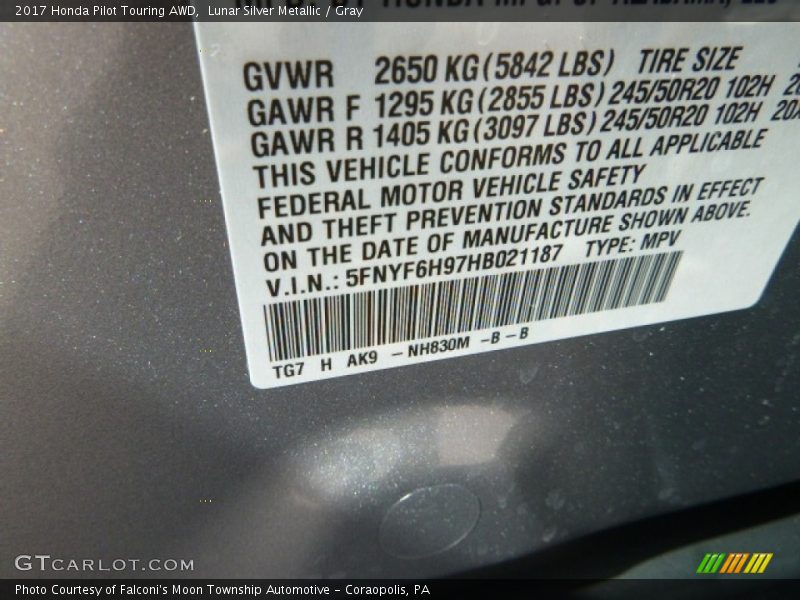 2017 Honda Pilot Touring AWD, Lunar Silver Metallic / Gray
GVWR 2650 KG (5842 LBS) TIRE SIZE
GAWR F 1295 KG (2855 LBS) 245/50R20 102H
GAWR R 1405 KG (3097 LBS) 245/50R20 102H
THIS VEHICLE CONFORMS TO ALL APPLICABLE
FEDERAL MOTOR VEHICLE SAFETY
AND THEFT PREVENTION STANDARDS IN EFFECT
ON THE DATE OF MANUFACTURE SHOWN ABOVE.
V.I.N.: 5FNYF6H97HB021187 TYPE: MPV
TG7 H AK9 – NH830M – B – B
GTCARLOT.COM
Photo Courtesy of Falconi's Moon Township Automotive – Coraopolis, PA